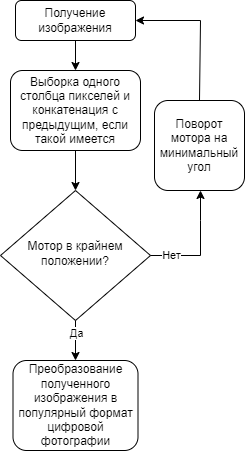 Получение
изображения
Выборка одного
столбца пикселей и
конкатенация с
предыдущим, если
такой имеется
Поворот
мотора на
минимальный
угол
Мотор в крайнем
положении?
Нет
Да
Преобразование
полученного
изображения в
популярный формат
цифровой
фотографии